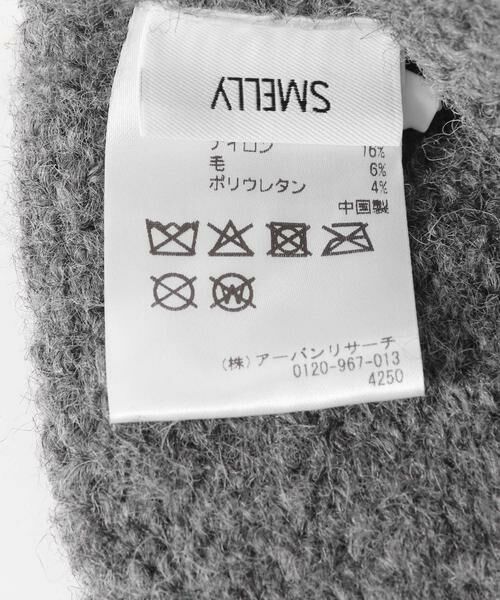 SMELLY
ナイロン 16%
毛 6%
ポリウレタン 4%
中国製
W
(株)アーバンリサーチ
0120-967-013
4250